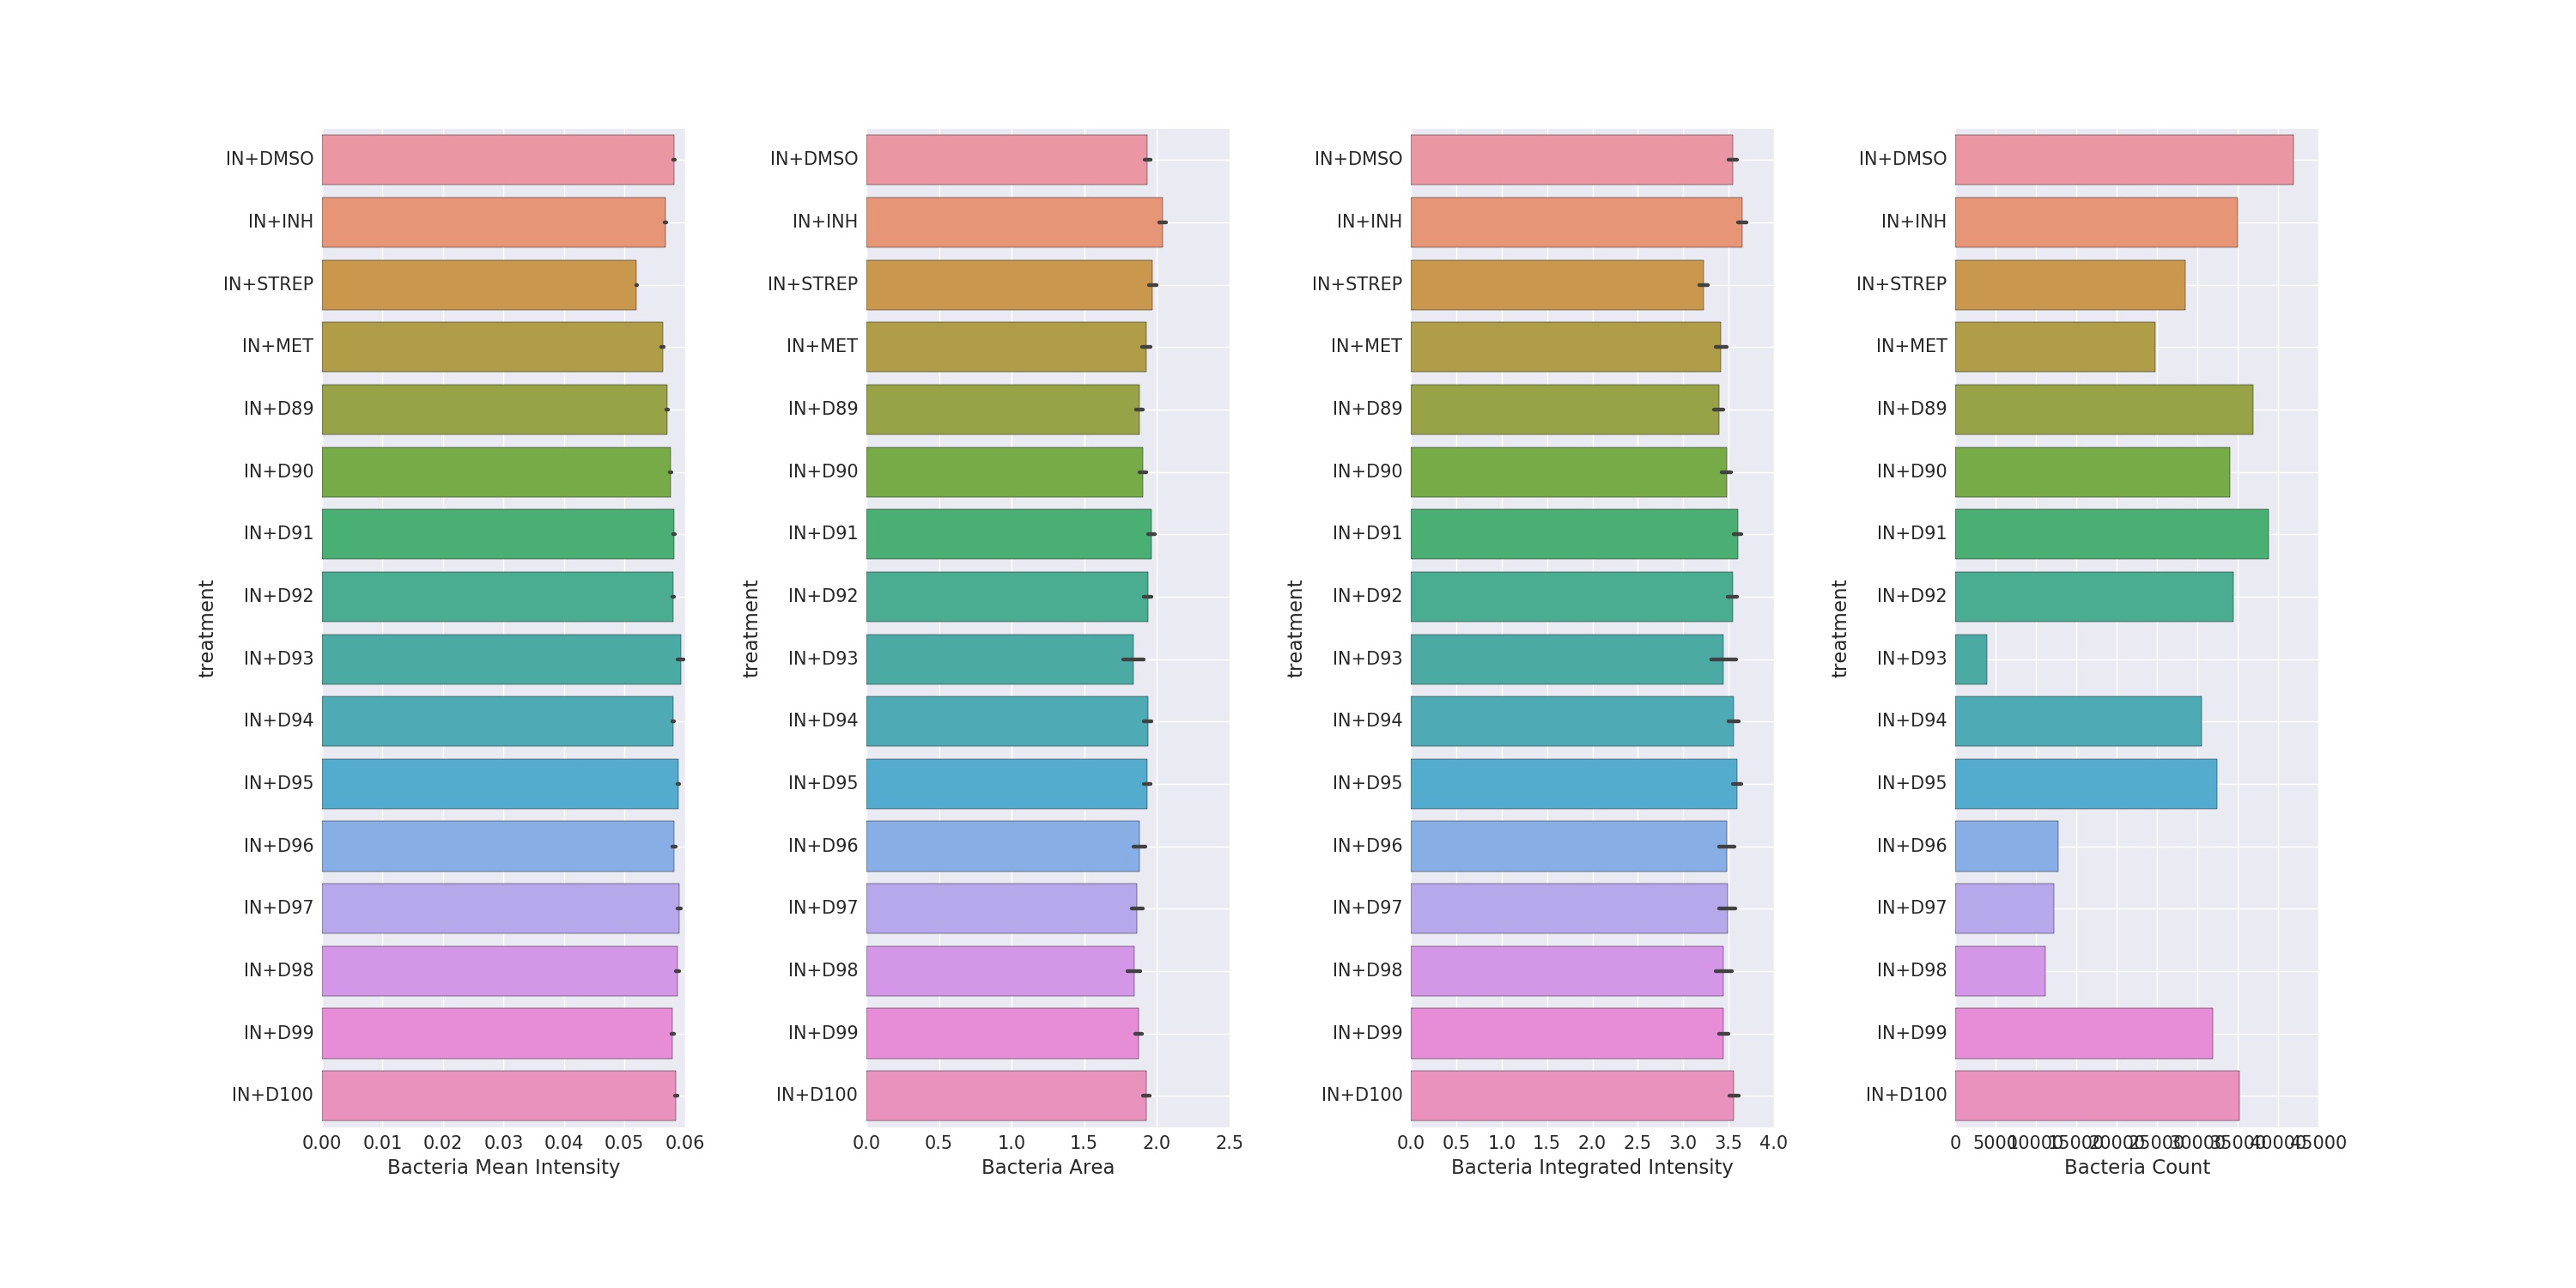 treatment
IN+DMSO
IN+INH
IN+STREP
IN+MET
IN+D89
IN+D90
IN+D91
IN+D92
IN+D93
IN+D94
IN+D95
IN+D96
IN+D97
IN+D98
IN+D99
IN+D100
0.00 0.01 0.02 0.03 0.04 0.05 0.06
Bacteria Mean Intensity
treatment
IN+DMSO
IN+INH
IN+STREP
IN+MET
IN+D89
IN+D90
IN+D91
IN+D92
IN+D93
IN+D94
IN+D95
IN+D96
IN+D97
IN+D98
IN+D99
IN+D100
0.0 0.5 1.0 1.5 2.0 2.5
Bacteria Area
treatment
IN+DMSO
IN+INH
IN+STREP
IN+MET
IN+D89
IN+D90
IN+D91
IN+D92
IN+D93
IN+D94
IN+D95
IN+D96
IN+D97
IN+D98
IN+D99
IN+D100
0.0 0.5 1.0 1.5 2.0 2.5 3.0 3.5 4.0
Bacteria Integrated Intensity
treatment
IN+DMSO
IN+INH
IN+STREP
IN+MET
IN+D89
IN+D90
IN+D91
IN+D92
IN+D93
IN+D94
IN+D95
IN+D96
IN+D97
IN+D98
IN+D99
IN+D100
0 5000 10000 15000 20000 25000 30000 35000 40000 45000
Bacteria Count